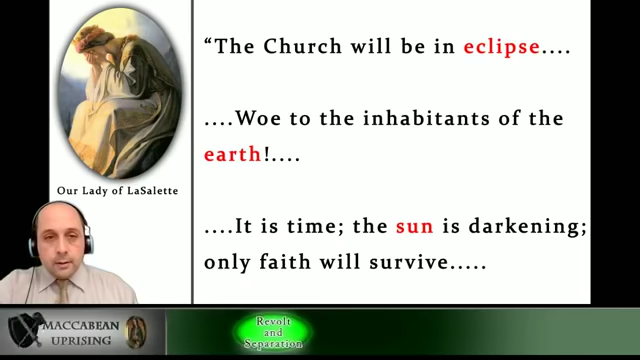 “The Church will be in eclipse....
....Woe to the inhabitants of the
earth!....
....It is time; the sun is darkening;
only faith will survive.....
Our Lady of LaSalette
MACCABEAN
UPRISING
Revolt
and
Separation